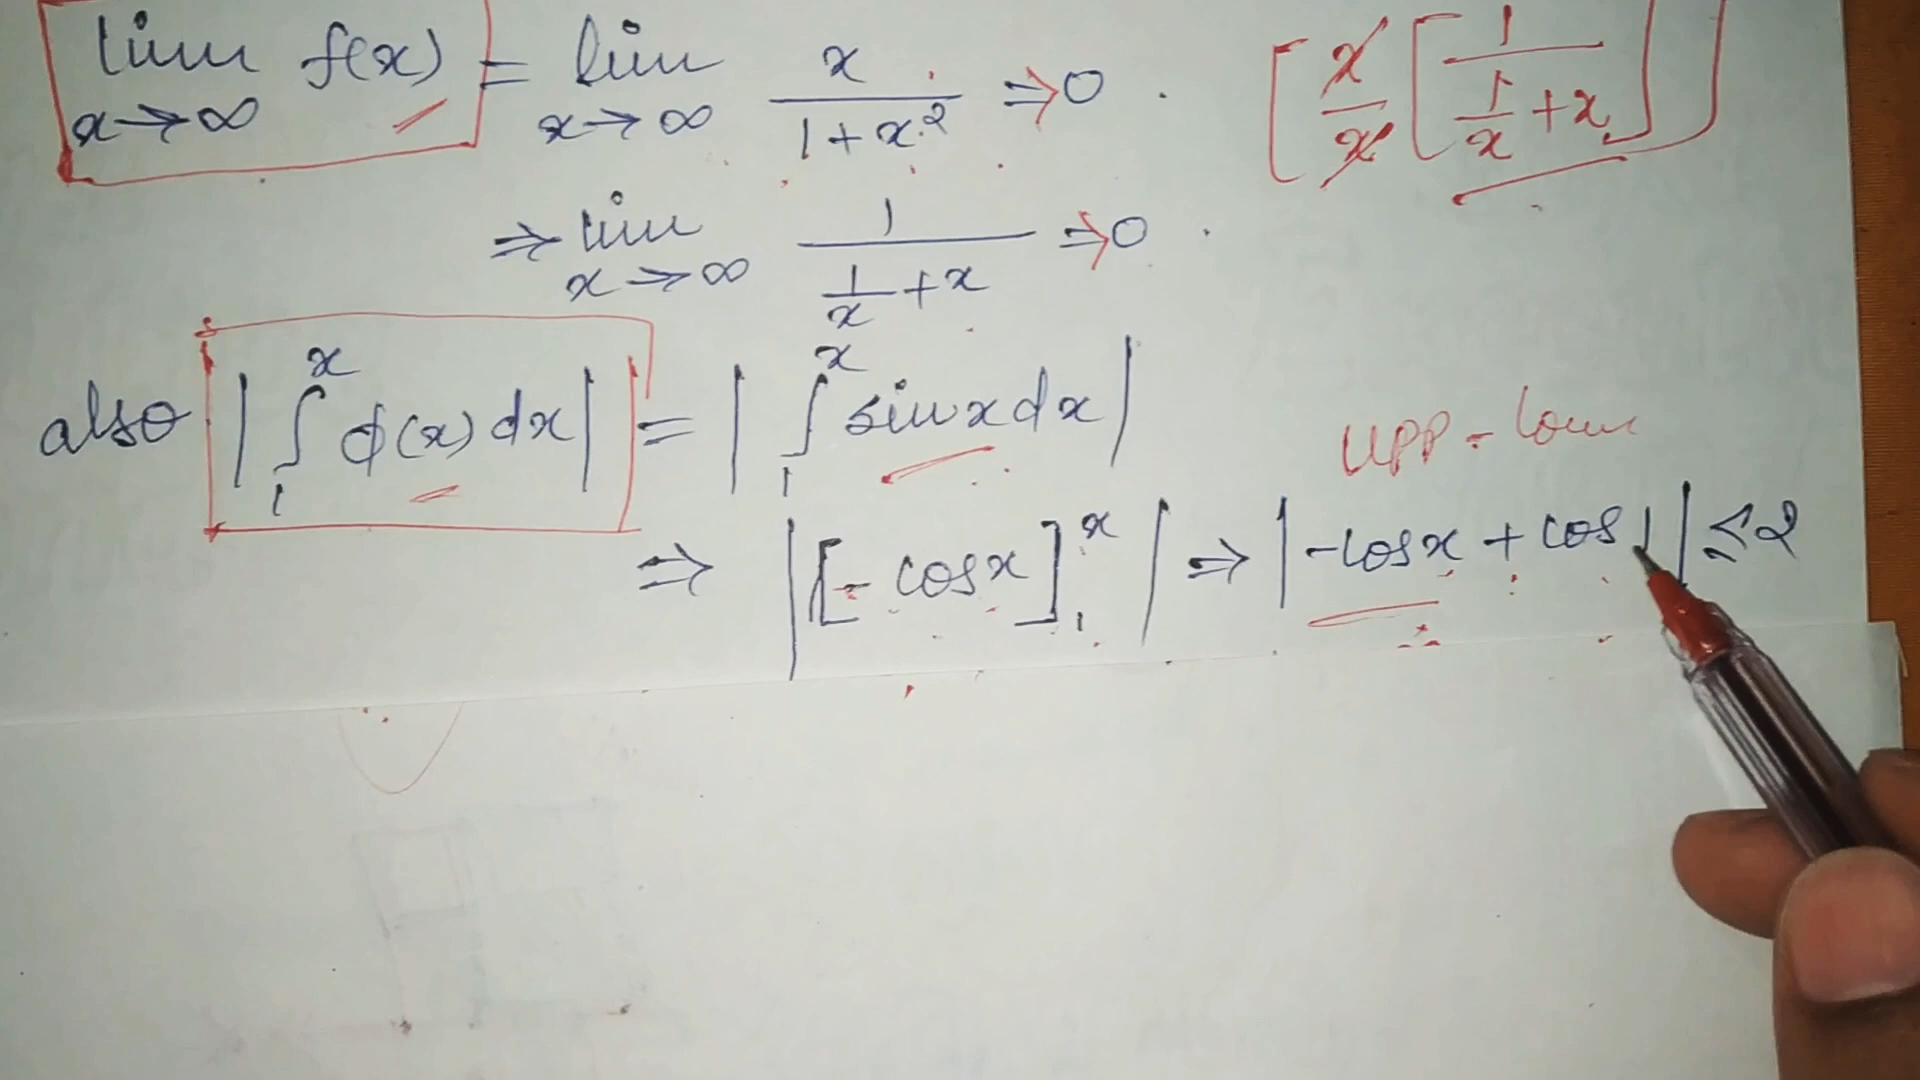 lim x→∞ f(x) = lim x→∞ x/(1+x²) ⇒ 0 . [x/x [1/(1/x + x)]]
⇒ lim x→∞ 1/(1/x + x) ⇒ 0 .
also |∫₁ˣ φ(x) dx| = |∫₁ˣ sin x dx|
UPP -
⇒ |[- cos x]₁ˣ| ⇒ |-cos x + cos 1| ≤ 2